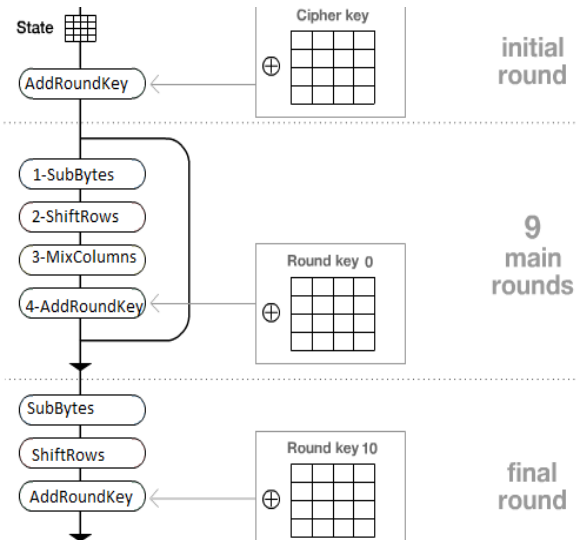 Cipher key
State
initial
round
AddRoundKey
1-SubBytes
2-ShiftRows
3-MixColumns
4-AddRoundKey
Round key 0
9
main
rounds
SubBytes
ShiftRows
AddRoundKey
Round key 10
final
round